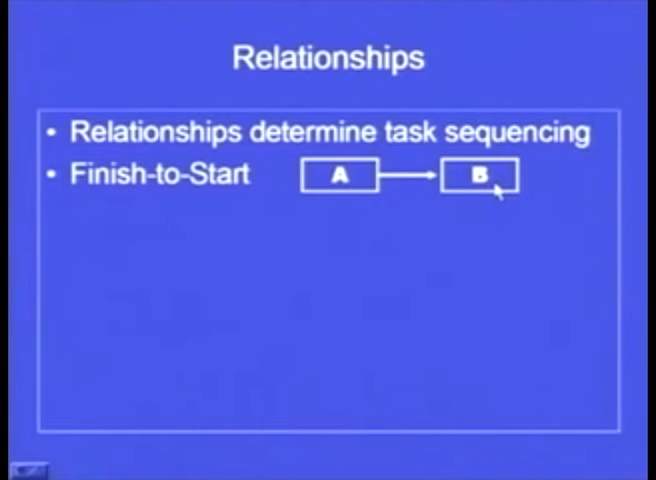 Relationships
• Relationships determine task sequencing
• Finish-to-Start A B